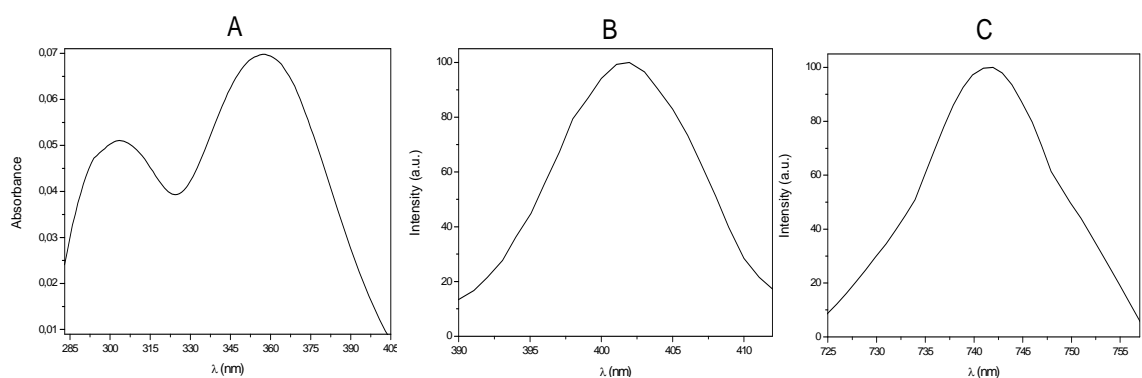 A
B
C
0,07
0,06
0,05
0,04
0,03
0,02
0,01
Absorbance
285 300 315 330 345 360 375 390 405
λ (nm)
100
80
60
40
20
0
Intensity (a.u.)
390 395 400 405 410
λ (nm)
100
80
60
40
20
0
Intensity (a.u.)
725 730 735 740 745 750 755
λ (nm)